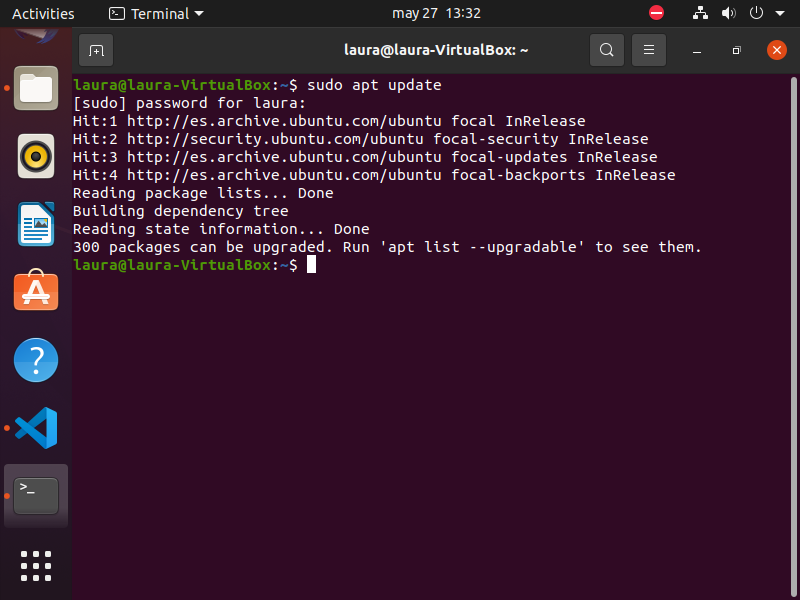 Activities
Terminal
may 27 13:32
laura@laura-VirtualBox: ~
laura@laura-VirtualBox:~$ sudo apt update
[sudo] password for laura:
Hit:1 http://es.archive.ubuntu.com/ubuntu focal InRelease
Hit:2 http://security.ubuntu.com/ubuntu focal-security InRelease
Hit:3 http://es.archive.ubuntu.com/ubuntu focal-updates InRelease
Hit:4 http://es.archive.ubuntu.com/ubuntu focal-backports InRelease
Reading package lists... Done
Building dependency tree
Reading state information... Done
300 packages can be upgraded. Run 'apt list --upgradable' to see them.
laura@laura-VirtualBox:~$